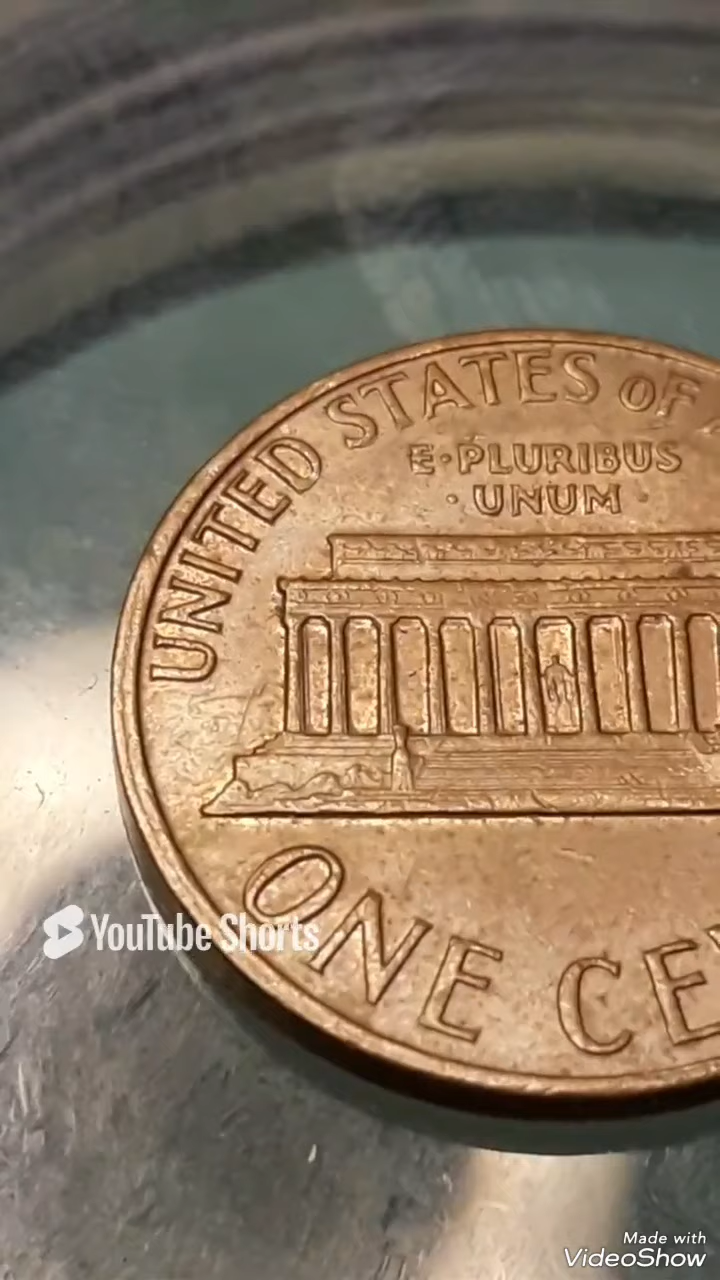 UNITED STATES OF
E·PLURIBUS
·UNUM·
ONE CE
YouTube Shorts
Made with
VideoShow